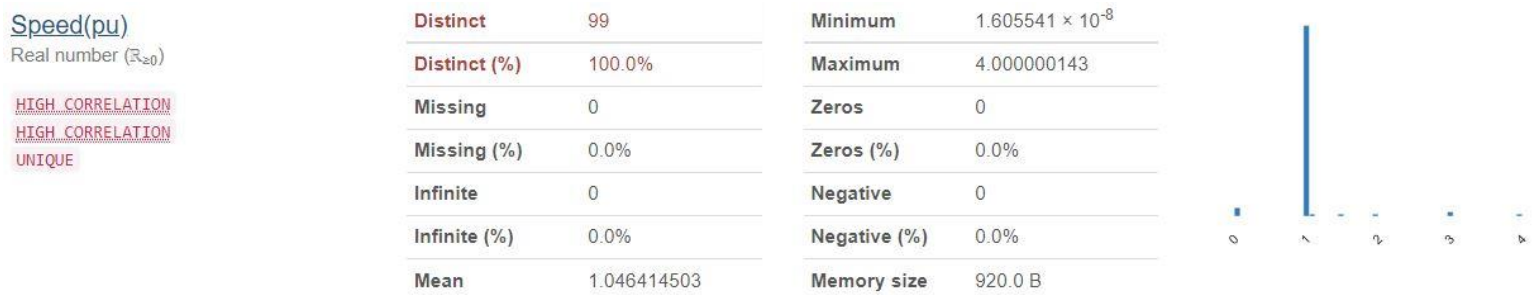 Speed(pu)
Real number (ℝ≥0)
HIGH CORRELATION
HIGH CORRELATION
UNIQUE
Distinct 99
Distinct (%) 100.0%
Missing 0
Missing (%) 0.0%
Infinite 0
Infinite (%) 0.0%
Mean 1.046414503
Minimum 1.605541 × 10⁻⁸
Maximum 4.000000143
Zeros 0
Zeros (%) 0.0%
Negative 0
Negative (%) 0.0%
Memory size 920.0 B
0 1 2 3 4